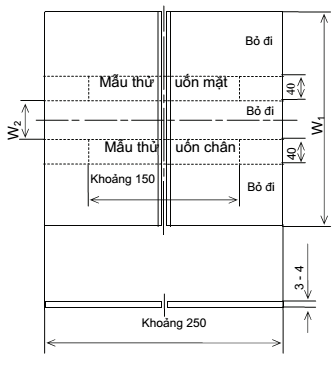 Bỏ đi
Mẫu thử uốn mặt
40
Bỏ đi
W2
W1
Mẫu thử uốn chân
40
Khoảng 150
Bỏ đi
3 - 4
Khoảng 250